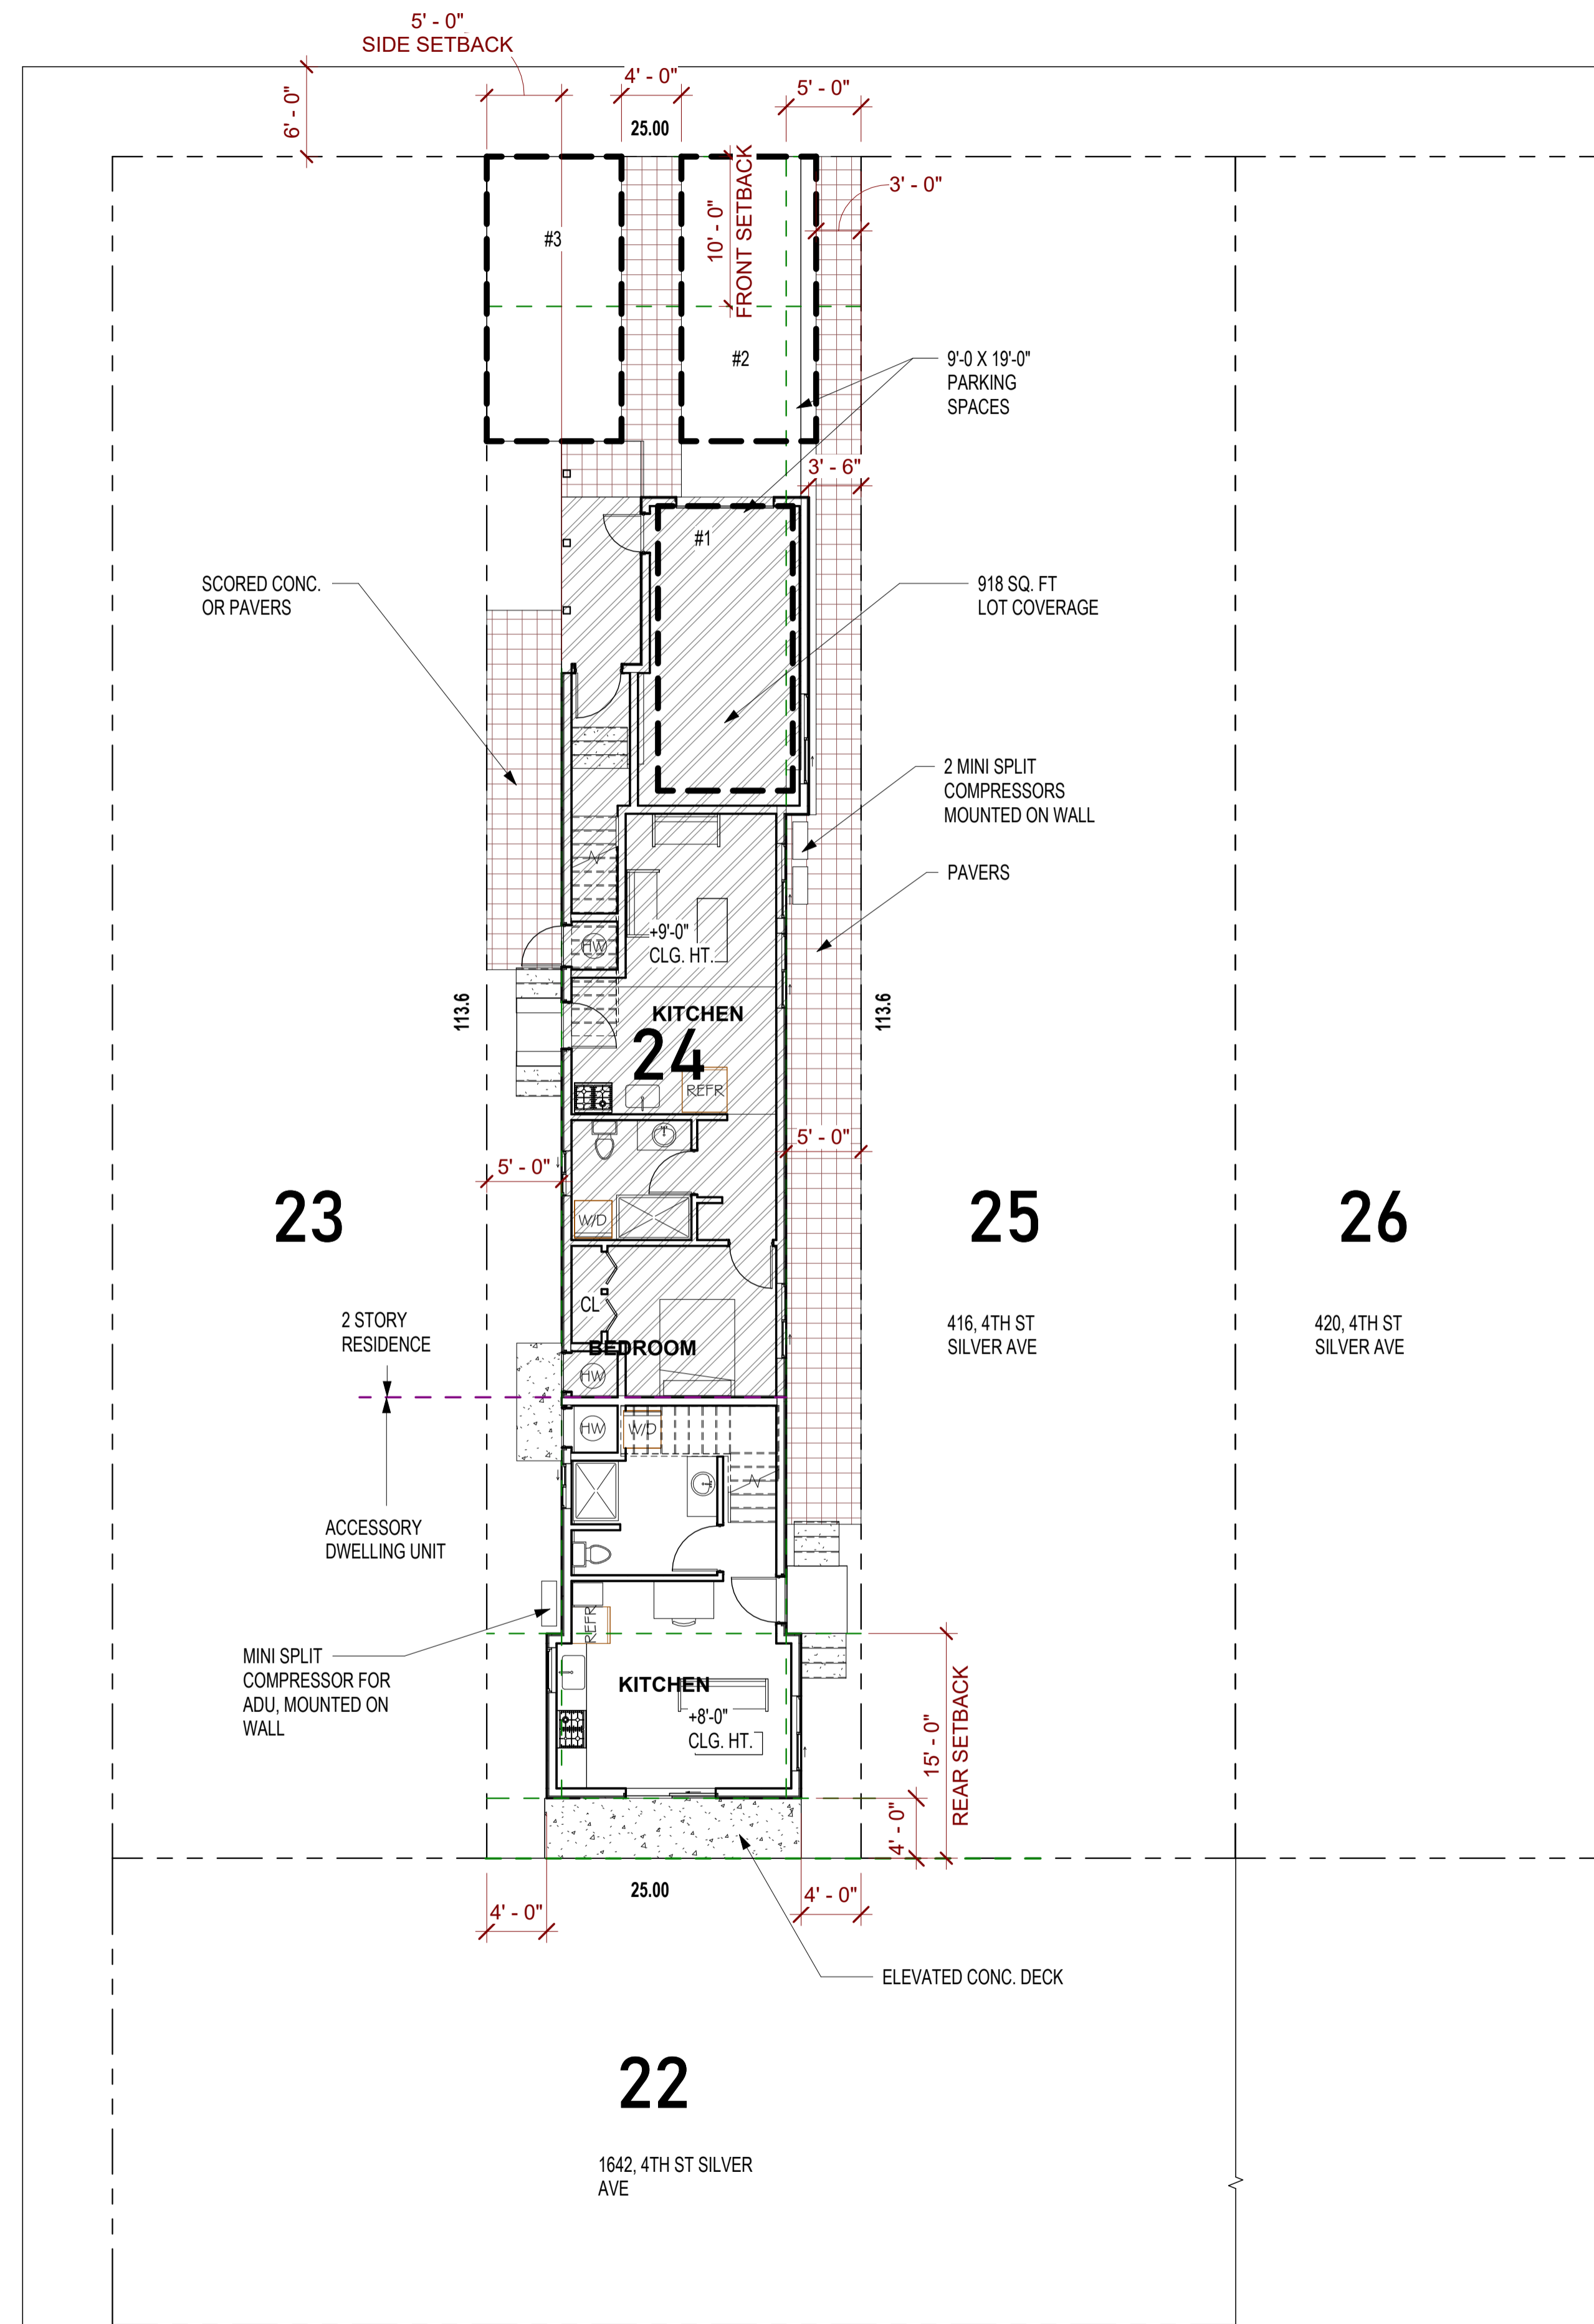 5' - 0"
SIDE SETBACK
6' - 0"
4' - 0"
5' - 0"
25.00
3' - 0"
10' - 0"
FRONT SETBACK
#3
#2
9'-0 X 19'-0"
PARKING
SPACES
3' - 6"
#1
SCORED CONC.
OR PAVERS
918 SQ. FT
LOT COVERAGE
2 MINI SPLIT
COMPRESSORS
MOUNTED ON WALL
PAVERS
+9'-0"
CLG. HT.
HW
113.6
113.6
KITCHEN
24
REFR
5' - 0"
5' - 0"
W/D
23
25
26
CL
2 STORY
RESIDENCE
BEDROOM
416, 4TH ST
SILVER AVE
420, 4TH ST
SILVER AVE
HW
HW
W/D
ACCESSORY
DWELLING UNIT
REFR
MINI SPLIT
COMPRESSOR FOR
ADU, MOUNTED ON
WALL
KITCHEN
+8'-0"
CLG. HT.
15' - 0"
REAR SETBACK
4' - 0"
25.00
4' - 0"
4' - 0"
ELEVATED CONC. DECK
22
1642, 4TH ST SILVER
AVE